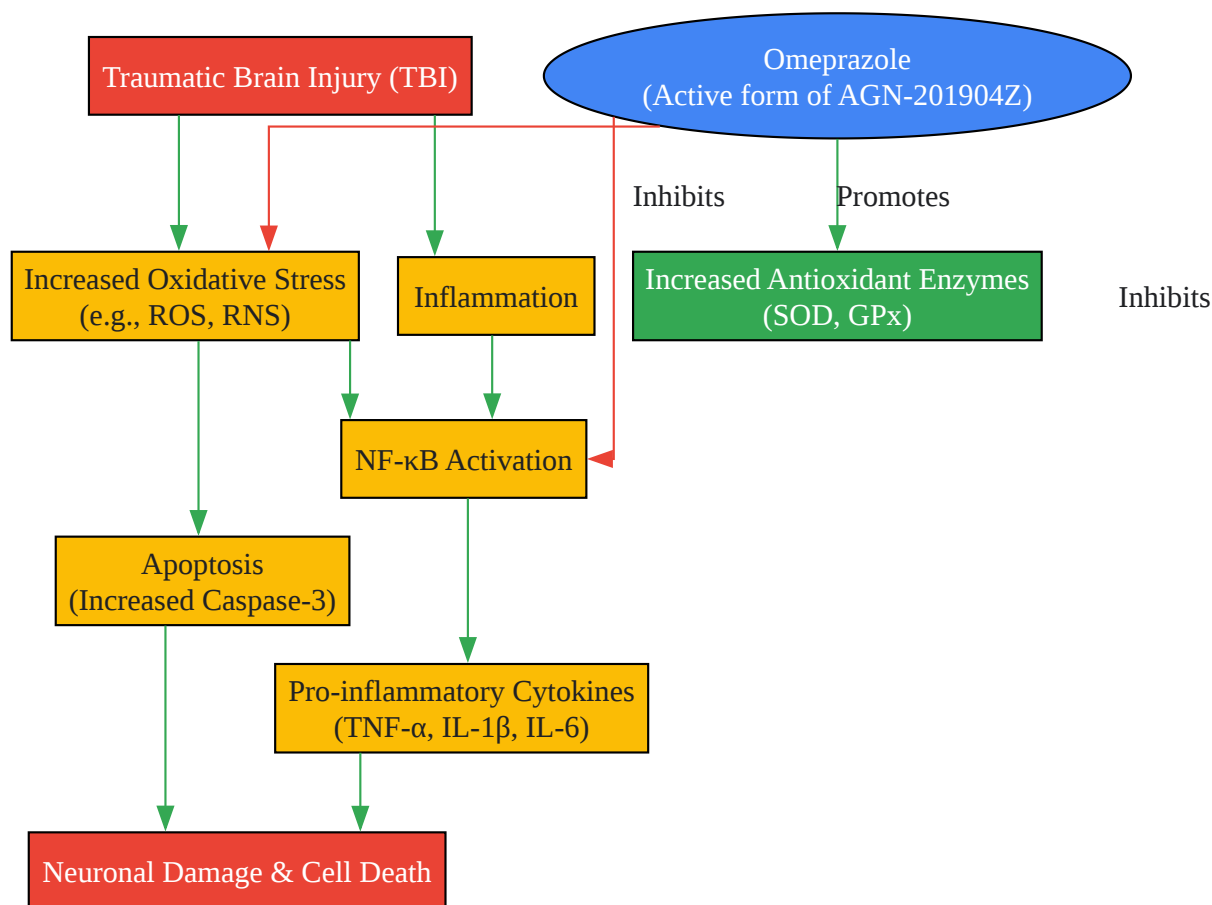 Traumatic Brain Injury (TBI)
Omeprazole
(Active form of AGN-201904Z)
Inhibits
Promotes
Increased Oxidative Stress
(e.g., ROS, RNS)
Inflammation
Increased Antioxidant Enzymes
(SOD, GPx)
Inhibits
NF-κB Activation
Apoptosis
(Increased Caspase-3)
Pro-inflammatory Cytokines
(TNF-α, IL-1β, IL-6)
Neuronal Damage & Cell Death